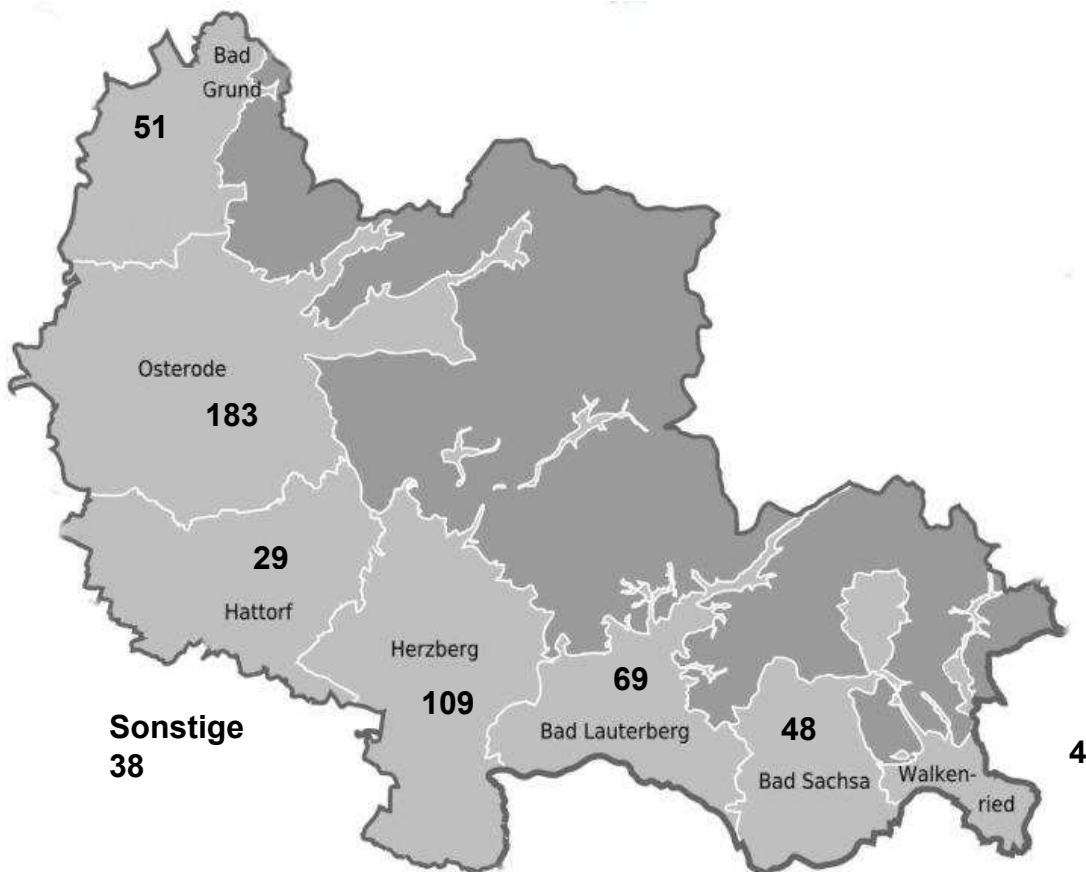 Bad
Grund
51
Osterode
183
29
Hattorf
Herzberg
109
69
Bad Lauterberg
48
Bad Sachsa
Walken-
ried
4
Sonstige
38